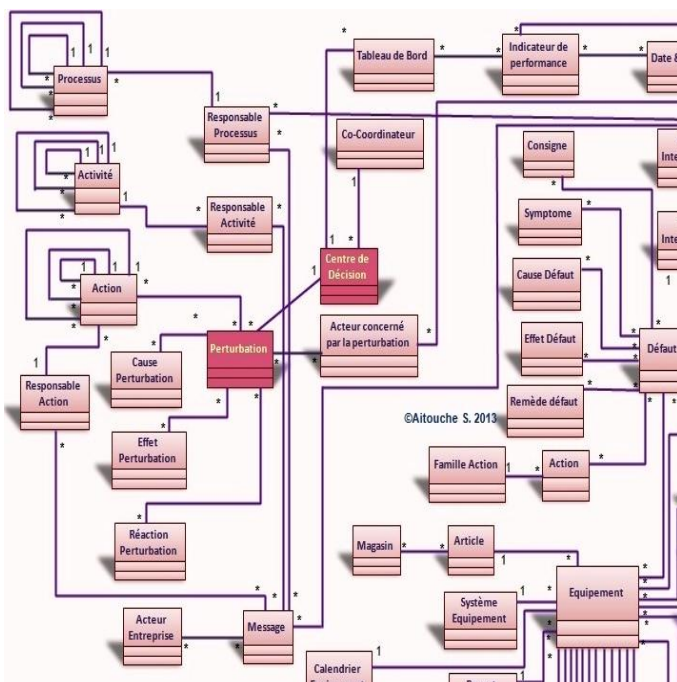 Processus
Responsable
Processus
Tableau de Bord
Indicateur de
performance
Date &
Co-Coordinateur
Consigne
Inte
Activité
Responsable
Activité
Symptome
Inte
Centre de
Décision
Cause Défaut
Action
Perturbation
Acteur concerné
par la perturbation
Effet Défaut
Défaut
Cause
Perturbation
Responsable
Action
Remède défaut
©Aitouche S. 2013
Effet
Perturbation
Famille Action
Action
Réaction
Perturbation
Magasin
Article
Equipement
Système
Equipement
Acteur
Entreprise
Message
Calendrier